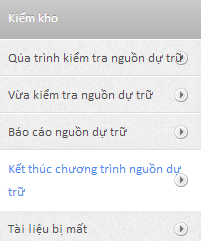 Kiểm kho
Qúa trình kiểm tra nguồn dự trữ
Vừa kiểm tra nguồn dự trữ
Báo cáo nguồn dự trữ
Kết thúc chương trình nguồn dự
trữ
Tài liệu bị mất